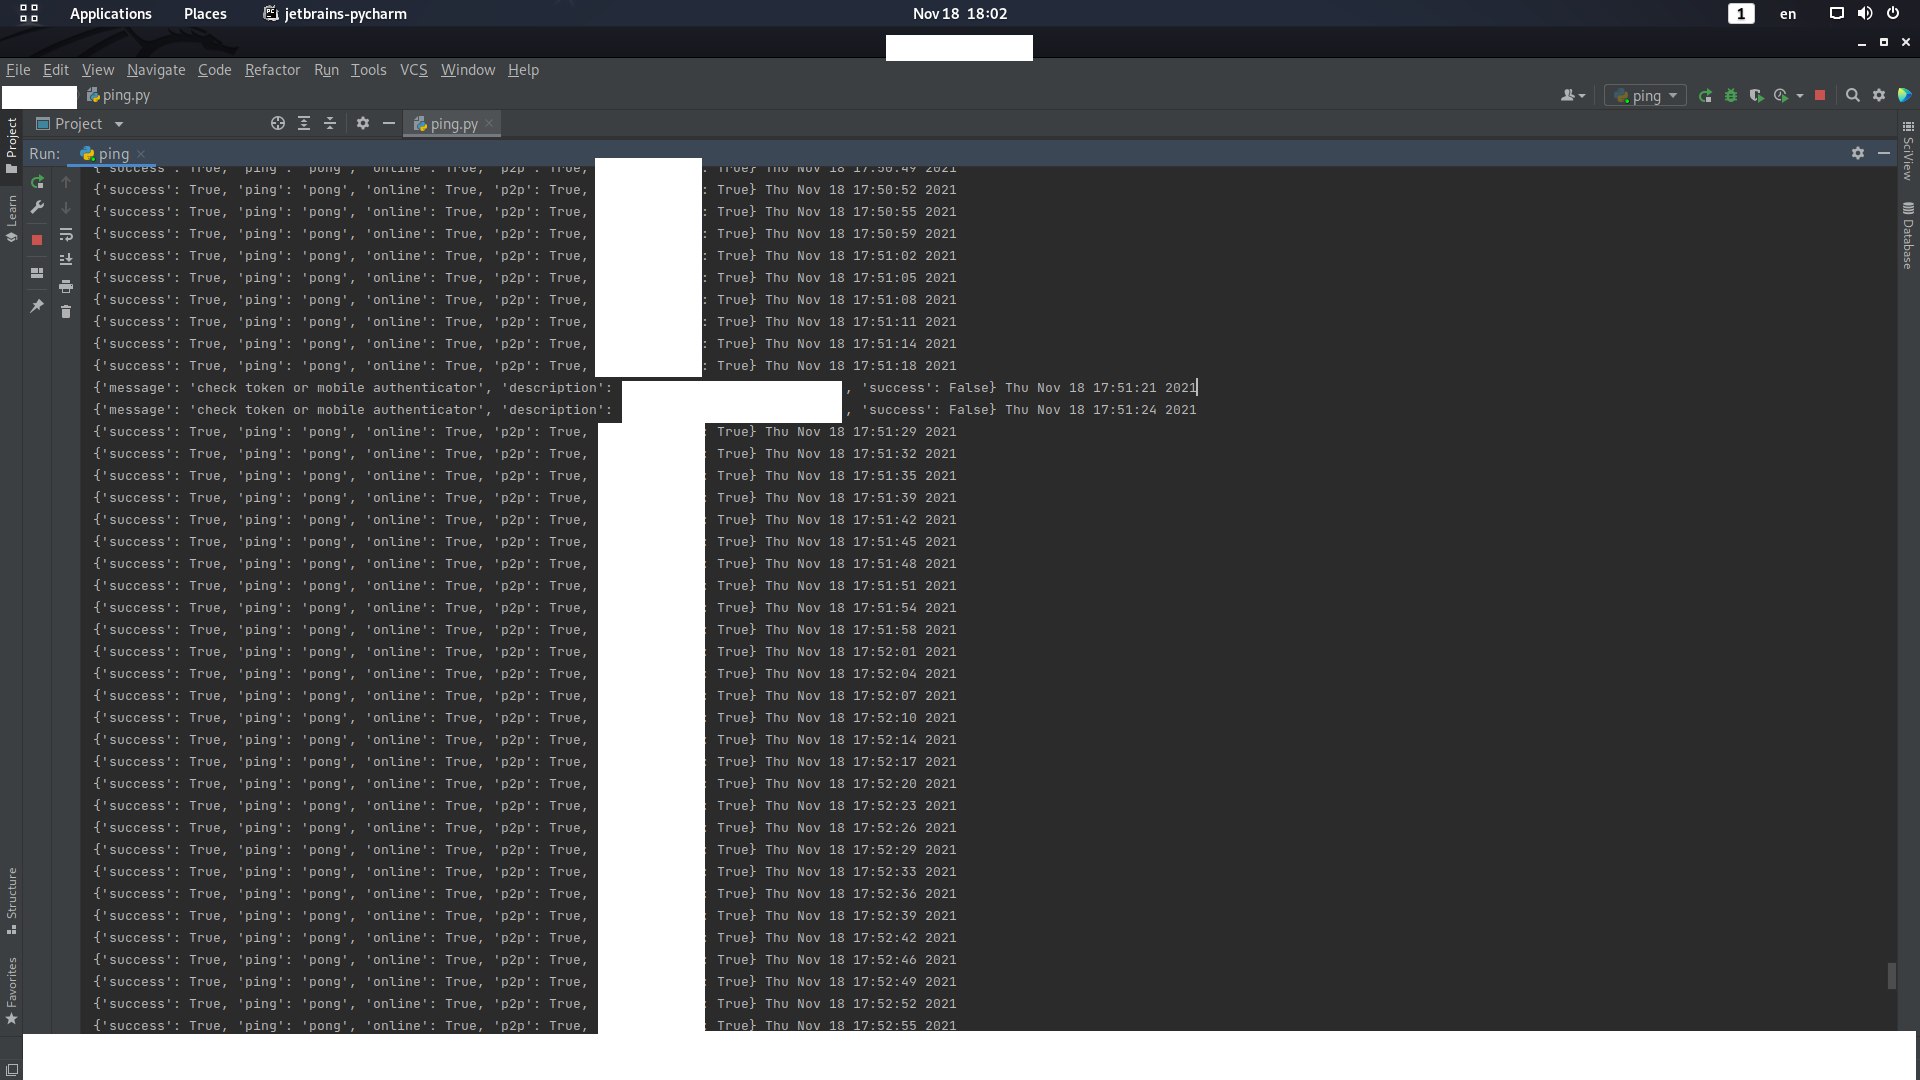 Applications Places jetbrains-pycharm Nov 18 18:02 1 en
File Edit View Navigate Code Refactor Run Tools VCS Window Help
ping.py ping
Project ping.py
Run: ping
Project
Learn
Structure
Favorites
SciView
Database
{'success': True, 'ping': 'pong', 'online': True, 'p2p': True, : True} Thu Nov 18 17:50:49 2021
{'success': True, 'ping': 'pong', 'online': True, 'p2p': True, : True} Thu Nov 18 17:50:52 2021
{'success': True, 'ping': 'pong', 'online': True, 'p2p': True, : True} Thu Nov 18 17:50:55 2021
{'success': True, 'ping': 'pong', 'online': True, 'p2p': True, : True} Thu Nov 18 17:50:59 2021
{'success': True, 'ping': 'pong', 'online': True, 'p2p': True, : True} Thu Nov 18 17:51:02 2021
{'success': True, 'ping': 'pong', 'online': True, 'p2p': True, : True} Thu Nov 18 17:51:05 2021
{'success': True, 'ping': 'pong', 'online': True, 'p2p': True, : True} Thu Nov 18 17:51:08 2021
{'success': True, 'ping': 'pong', 'online': True, 'p2p': True, : True} Thu Nov 18 17:51:11 2021
{'success': True, 'ping': 'pong', 'online': True, 'p2p': True, : True} Thu Nov 18 17:51:14 2021
{'success': True, 'ping': 'pong', 'online': True, 'p2p': True, : True} Thu Nov 18 17:51:18 2021
{'message': 'check token or mobile authenticator', 'description': , 'success': False} Thu Nov 18 17:51:21 2021
{'message': 'check token or mobile authenticator', 'description': , 'success': False} Thu Nov 18 17:51:24 2021
{'success': True, 'ping': 'pong', 'online': True, 'p2p': True, : True} Thu Nov 18 17:51:29 2021
{'success': True, 'ping': 'pong', 'online': True, 'p2p': True, : True} Thu Nov 18 17:51:32 2021
{'success': True, 'ping': 'pong', 'online': True, 'p2p': True, : True} Thu Nov 18 17:51:35 2021
{'success': True, 'ping': 'pong', 'online': True, 'p2p': True, : True} Thu Nov 18 17:51:39 2021
{'success': True, 'ping': 'pong', 'online': True, 'p2p': True, : True} Thu Nov 18 17:51:42 2021
{'success': True, 'ping': 'pong', 'online': True, 'p2p': True, : True} Thu Nov 18 17:51:45 2021
{'success': True, 'ping': 'pong', 'online': True, 'p2p': True, : True} Thu Nov 18 17:51:48 2021
{'success': True, 'ping': 'pong', 'online': True, 'p2p': True, : True} Thu Nov 18 17:51:51 2021
{'success': True, 'ping': 'pong', 'online': True, 'p2p': True, : True} Thu Nov 18 17:51:54 2021
{'success': True, 'ping': 'pong', 'online': True, 'p2p': True, : True} Thu Nov 18 17:51:58 2021
{'success': True, 'ping': 'pong', 'online': True, 'p2p': True, : True} Thu Nov 18 17:52:01 2021
{'success': True, 'ping': 'pong', 'online': True, 'p2p': True, : True} Thu Nov 18 17:52:04 2021
{'success': True, 'ping': 'pong', 'online': True, 'p2p': True, : True} Thu Nov 18 17:52:07 2021
{'success': True, 'ping': 'pong', 'online': True, 'p2p': True, : True} Thu Nov 18 17:52:10 2021
{'success': True, 'ping': 'pong', 'online': True, 'p2p': True, : True} Thu Nov 18 17:52:14 2021
{'success': True, 'ping': 'pong', 'online': True, 'p2p': True, : True} Thu Nov 18 17:52:17 2021
{'success': True, 'ping': 'pong', 'online': True, 'p2p': True, : True} Thu Nov 18 17:52:20 2021
{'success': True, 'ping': 'pong', 'online': True, 'p2p': True, : True} Thu Nov 18 17:52:23 2021
{'success': True, 'ping': 'pong', 'online': True, 'p2p': True, : True} Thu Nov 18 17:52:26 2021
{'success': True, 'ping': 'pong', 'online': True, 'p2p': True, : True} Thu Nov 18 17:52:29 2021
{'success': True, 'ping': 'pong', 'online': True, 'p2p': True, : True} Thu Nov 18 17:52:33 2021
{'success': True, 'ping': 'pong', 'online': True, 'p2p': True, : True} Thu Nov 18 17:52:36 2021
{'success': True, 'ping': 'pong', 'online': True, 'p2p': True, : True} Thu Nov 18 17:52:39 2021
{'success': True, 'ping': 'pong', 'online': True, 'p2p': True, : True} Thu Nov 18 17:52:42 2021
{'success': True, 'ping': 'pong', 'online': True, 'p2p': True, : True} Thu Nov 18 17:52:46 2021
{'success': True, 'ping': 'pong', 'online': True, 'p2p': True, : True} Thu Nov 18 17:52:49 2021
{'success': True, 'ping': 'pong', 'online': True, 'p2p': True, : True} Thu Nov 18 17:52:52 2021
{'success': True, 'ping': 'pong', 'online': True, 'p2p': True, : True} Thu Nov 18 17:52:55 2021